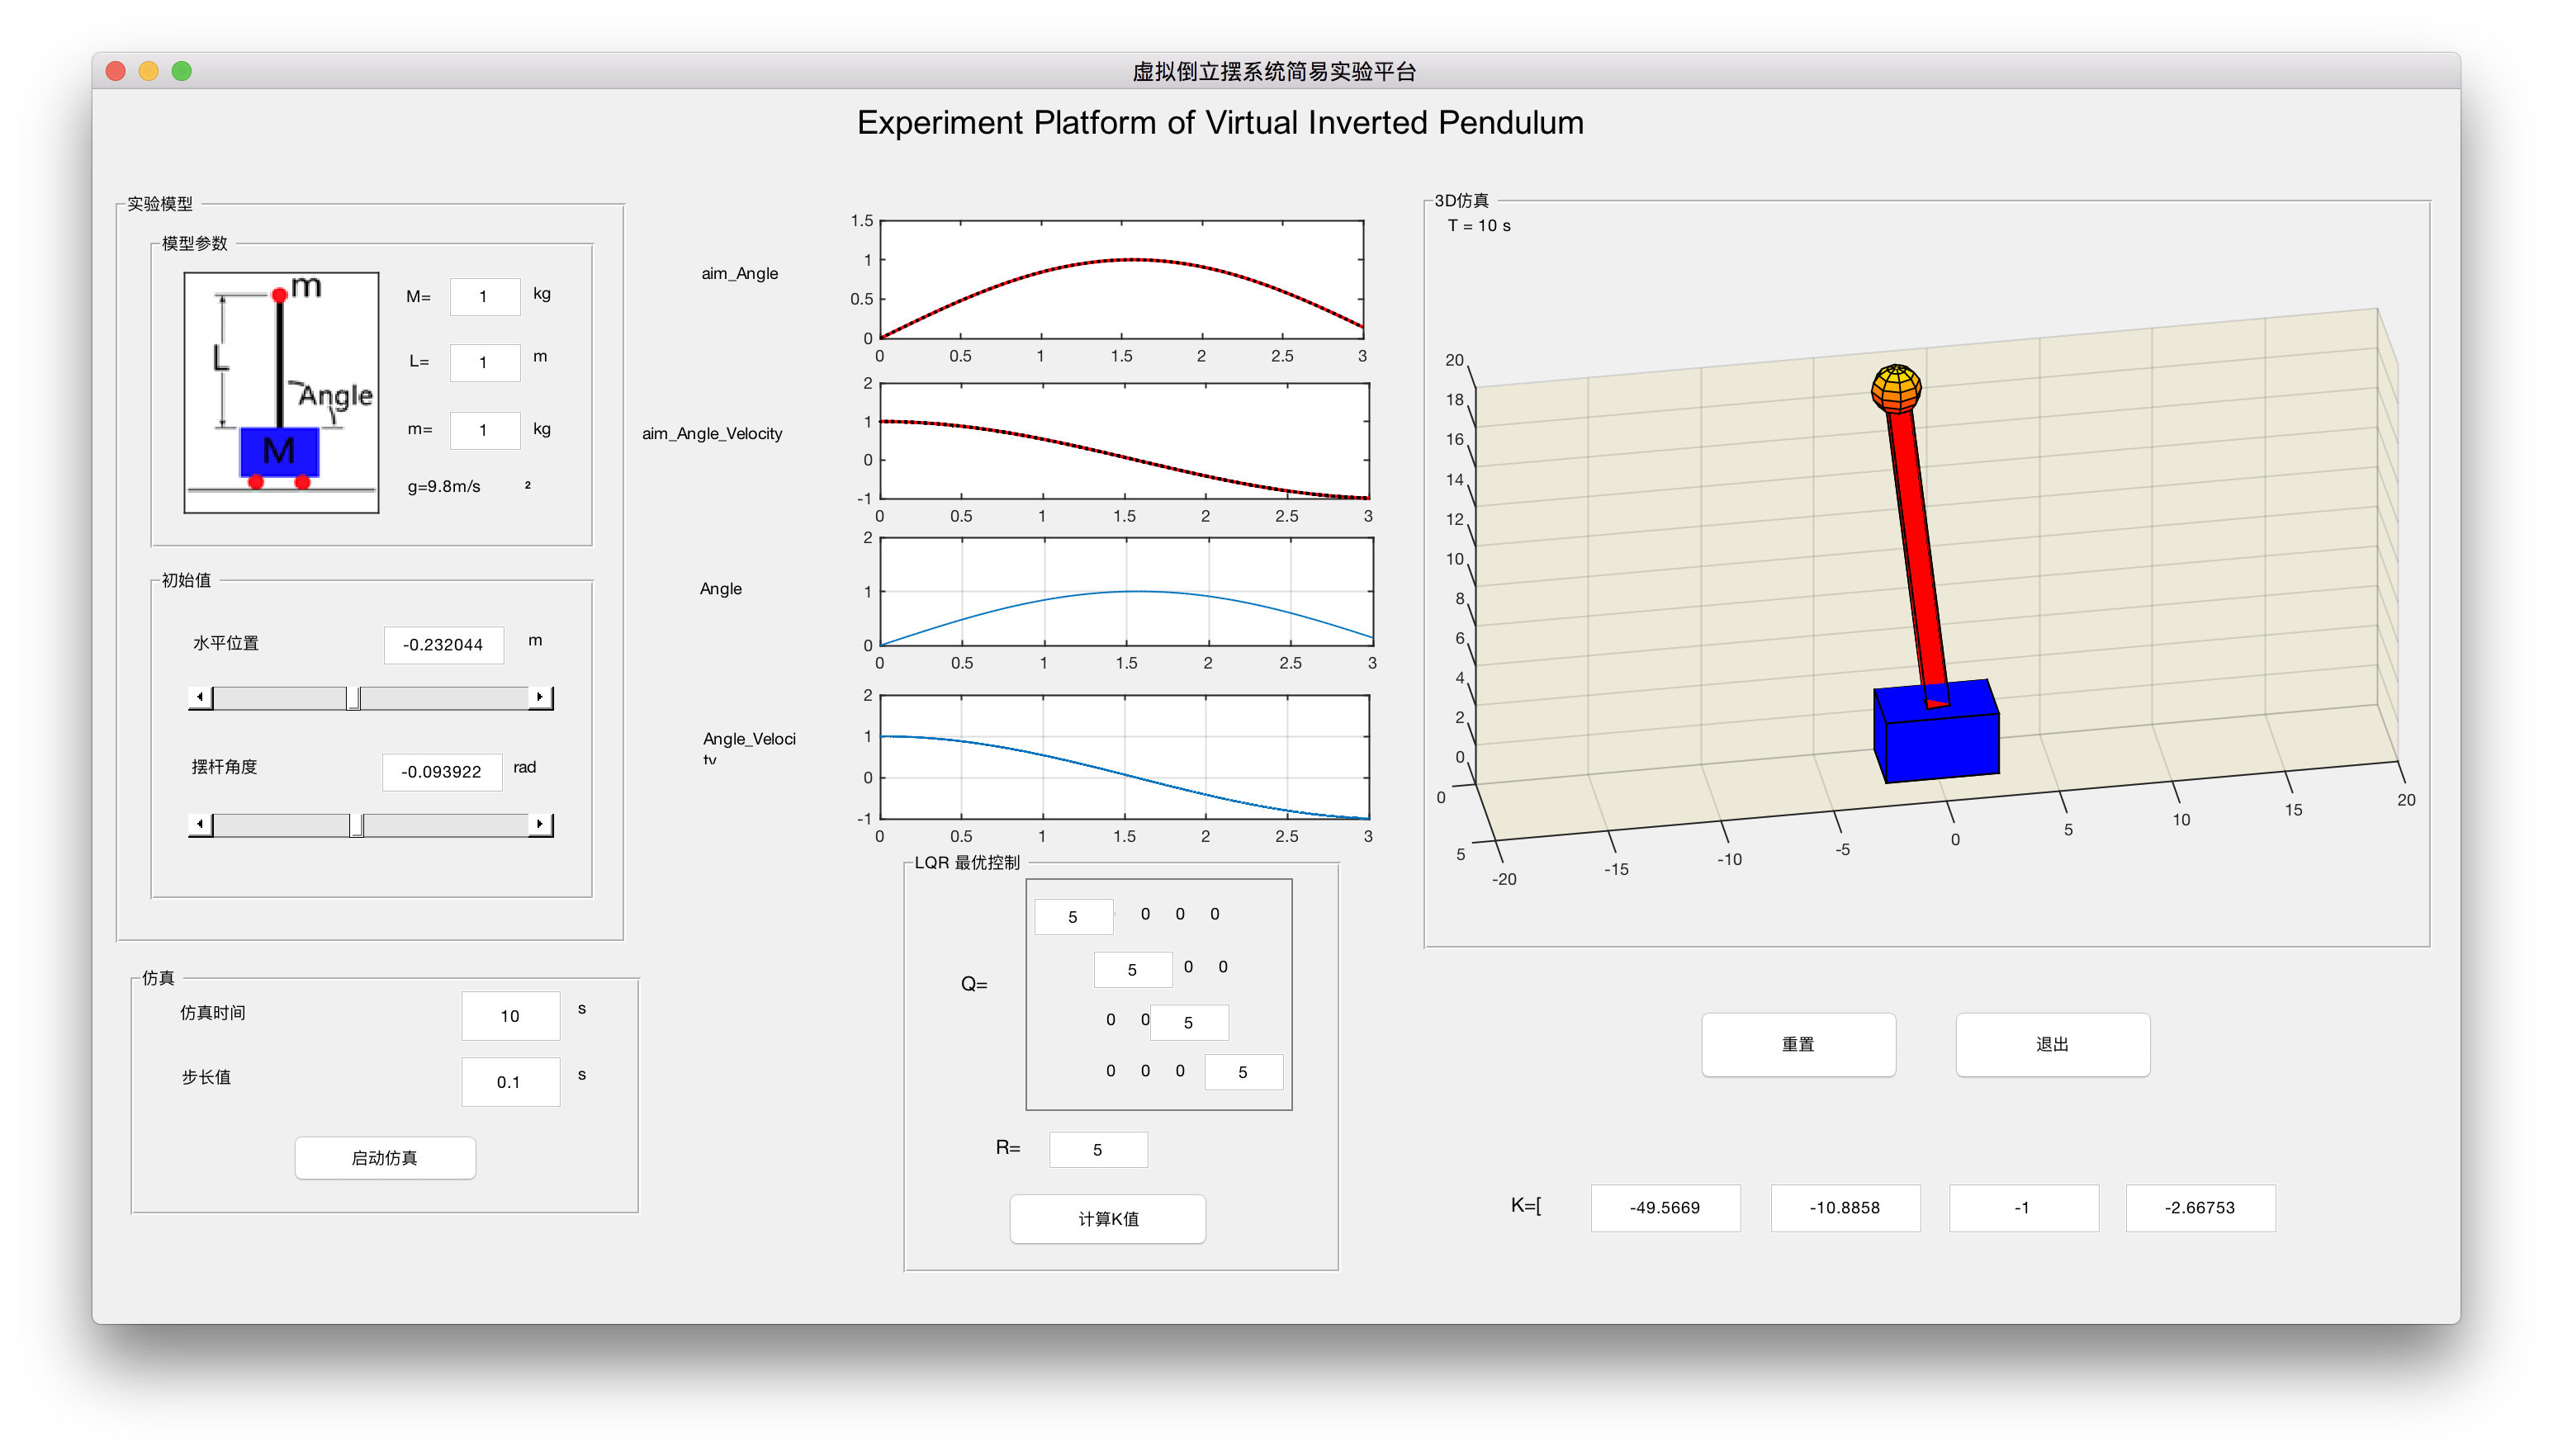 虚拟倒立摆系统简易实验平台
Experiment Platform of Virtual Inverted Pendulum
实验模型
模型参数
m
L
Angle
M
M= 1 kg
L= 1 m
m= 1 kg
g=9.8m/s ²
初始值
水平位置 -0.232044 m
摆杆角度 -0.093922 rad
仿真
仿真时间 10 s
步长值 0.1 s
启动仿真
aim_Angle
1.5
1
0.5
0
0 0.5 1 1.5 2 2.5 3
aim_Angle_Velocity
2
1
0
-1
0 0.5 1 1.5 2 2.5 3
Angle
2
1
0
0 0.5 1 1.5 2 2.5 3
Angle_Veloci
ty
2
1
0
-1
0 0.5 1 1.5 2 2.5 3
LQR 最优控制
Q=
5 0 0 0
5 0 0
0 0 5
0 0 0 5
R= 5
计算K值
3D仿真
T = 10 s
20
18
16
14
12
10
8
6
4
2
0
0
5
-20 -15 -10 -5 0 5 10 15 20
重置 退出
K=[ -49.5669 -10.8858 -1 -2.66753